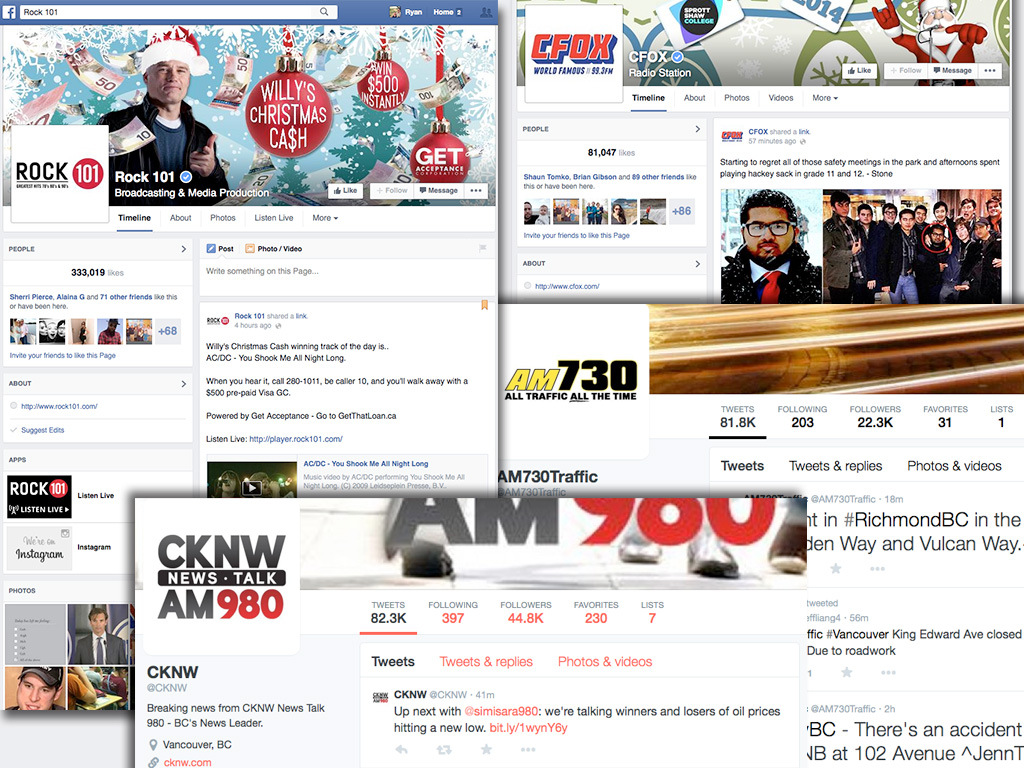 Rock 101
Ryan
Home 2
WILLY'S
CHRISTMAS
CA$H
WIN
$500
INSTANTLY
GET
ACCEPTANCE
CORPORATION
ROCK 101
GREATEST HITS 70's 80's & 90's
Rock 101
Broadcasting & Media Production
Like
+ Follow
Message
Timeline
About
Photos
Listen Live
More
PEOPLE
333,019 likes
Sherri Pierce, Alaina G and 71 other friends like this
or have been here.
+68
Invite your friends to like this Page
ABOUT
http://www.rock101.com/
Suggest Edits
APPS
ROCK 101
LISTEN LIVE
Listen Live
We're on
Instagram
Instagram
PHOTOS
Post
Photo / Video
Write something on this Page...
ROCK 101
Rock 101 shared a link.
4 hours ago
Willy's Christmas Cash winning track of the day is..
AC/DC - You Shook Me All Night Long.
When you hear it, call 280-1011, be caller 10, and you'll walk away with a
$500 pre-paid Visa GC.
Powered by Get Acceptance - Go to GetThatLoan.ca
Listen Live: http://player.rock101.com/
AC/DC - You Shook Me All Night Long
Music video by AC/DC performing You Shook Me All
Night Long. (C) 2009 Leidseplein Presse, B.V..
SPROTT
SHAW
COLLEGE
2014
CFOX
WORLD FAMOUS 99.3FM
CFOX
Radio Station
Like
+ Follow
Message
Timeline
About
Photos
Videos
More
PEOPLE
81,047 likes
Shaun Tomko, Brian Gibson and 89 other friends like
this or have been here.
+86
Invite your friends to like this Page
ABOUT
http://www.cfox.com/
CFOX
CFOX shared a link.
57 minutes ago
Starting to regret all of those safety meetings in the park and afternoons spent
playing hackey sack in grade 11 and 12. - Stone
AM730
ALL TRAFFIC ALL THE TIME
TWEETS
81.8K
FOLLOWING
203
FOLLOWERS
22.3K
FAVORITES
31
LISTS
1
AM730Traffic
@AM730Traffic
Tweets
Tweets & replies
Photos & videos
AM730Traffic @AM730Traffic · 18m
nt in #RichmondBC in the
den Way and Vulcan Way.
tweeted
effliang4 · 56m
ffic #Vancouver King Edward Ave closed
Due to roadwork
1
@AM730Traffic · 2h
yBC - There's an accident
NB at 102 Avenue ^JennT
AM 980
CKNW
NEWS · TALK
AM980
TWEETS
82.3K
FOLLOWING
397
FOLLOWERS
44.8K
FAVORITES
230
LISTS
7
CKNW
@CKNW
Breaking news from CKNW News Talk
980 - BC's News Leader.
Vancouver, BC
cknw.com
Tweets
Tweets & replies
Photos & videos
CKNW
AM980
CKNW @CKNW · 41m
Up next with @simisara980: we're talking winners and losers of oil prices
hitting a new low. bit.ly/1wynY6y